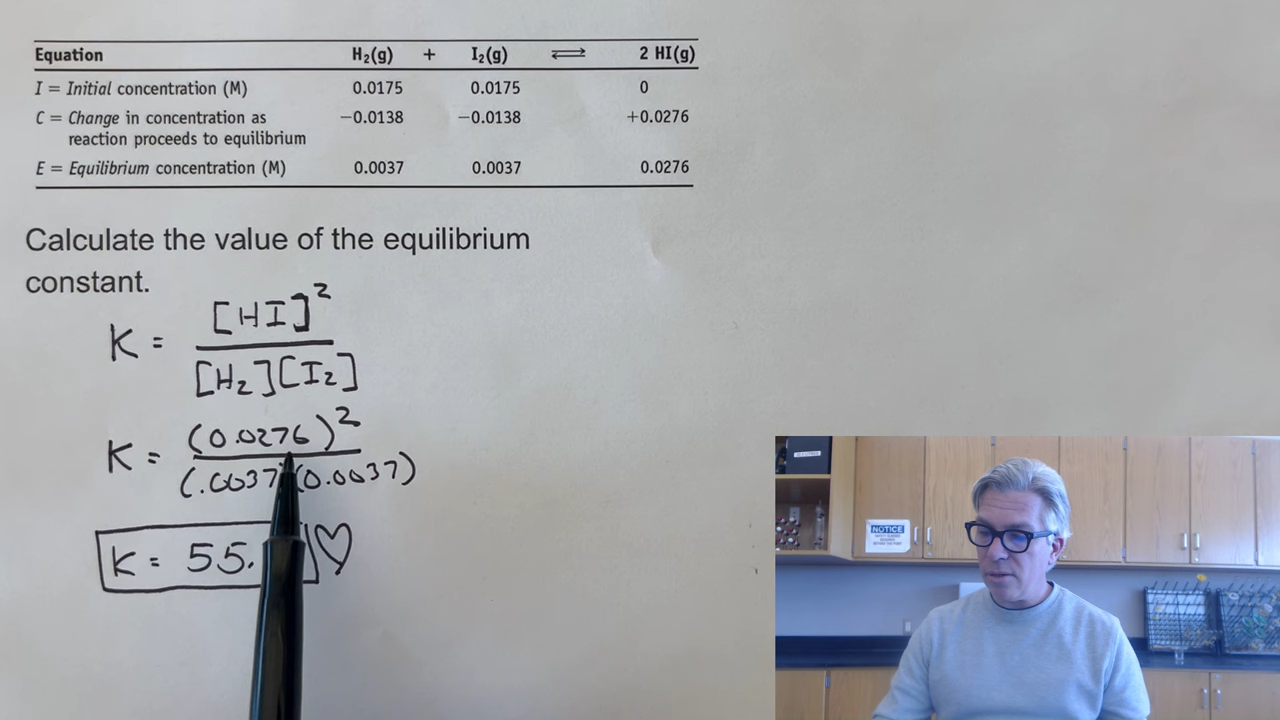 Equation H₂(g) + I₂(g) ⇌ 2 HI(g)
I = Initial concentration (M) 0.0175 0.0175 0
C = Change in concentration as −0.0138 −0.0138 +0.0276
reaction proceeds to equilibrium
E = Equilibrium concentration (M) 0.0037 0.0037 0.0276
Calculate the value of the equilibrium
constant.
K = [HI]²
[H₂][I₂]
K = (0.0276)²
(.0037)(0.0037)
K = 55.
NOTICE